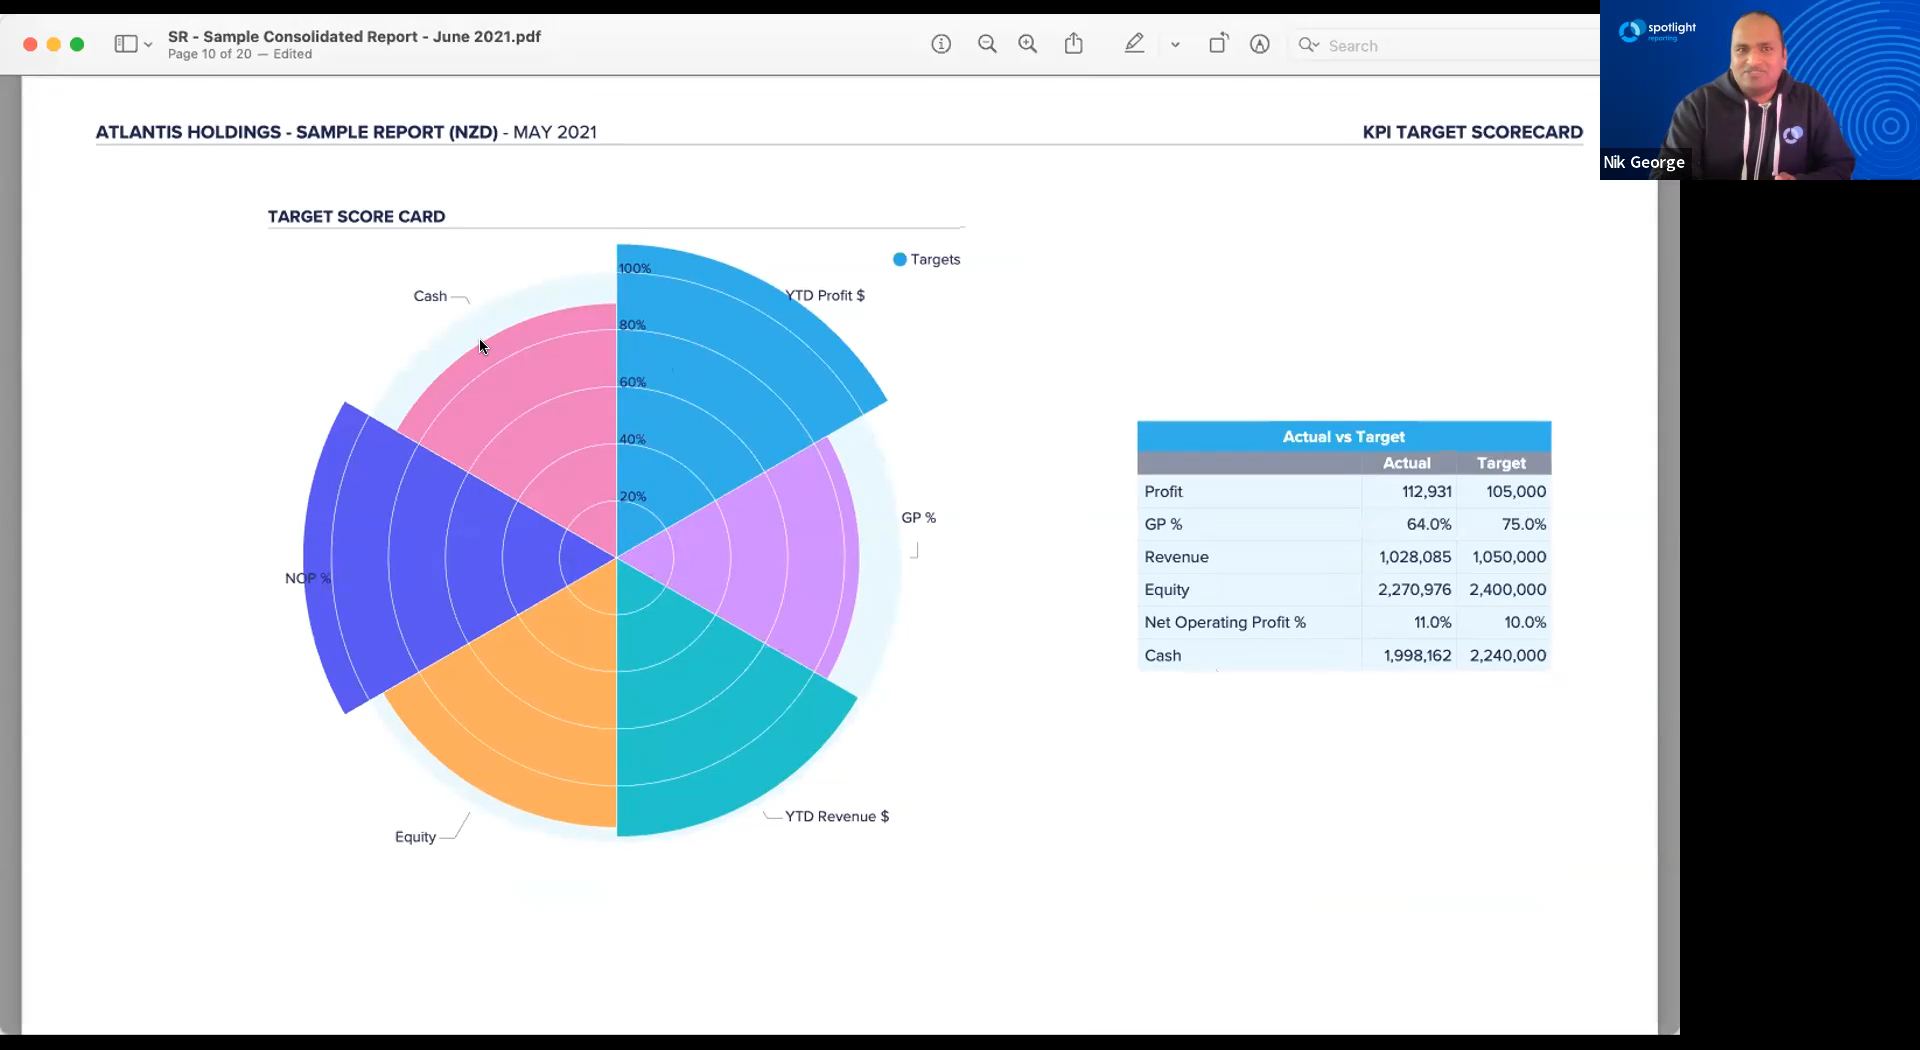 SR - Sample Consolidated Report - June 2021.pdf
Page 10 of 20 — Edited
Search
spotlight
reporting
Nik George
ATLANTIS HOLDINGS - SAMPLE REPORT (NZD) - MAY 2021
KPI TARGET SCORECARD
TARGET SCORE CARD
Targets
100%
80%
60%
40%
20%
Cash
YTD Profit $
GP %
NOP %
Equity
YTD Revenue $
Actual vs Target
Actual Target
Profit 112,931 105,000
GP % 64.0% 75.0%
Revenue 1,028,085 1,050,000
Equity 2,270,976 2,400,000
Net Operating Profit % 11.0% 10.0%
Cash 1,998,162 2,240,000